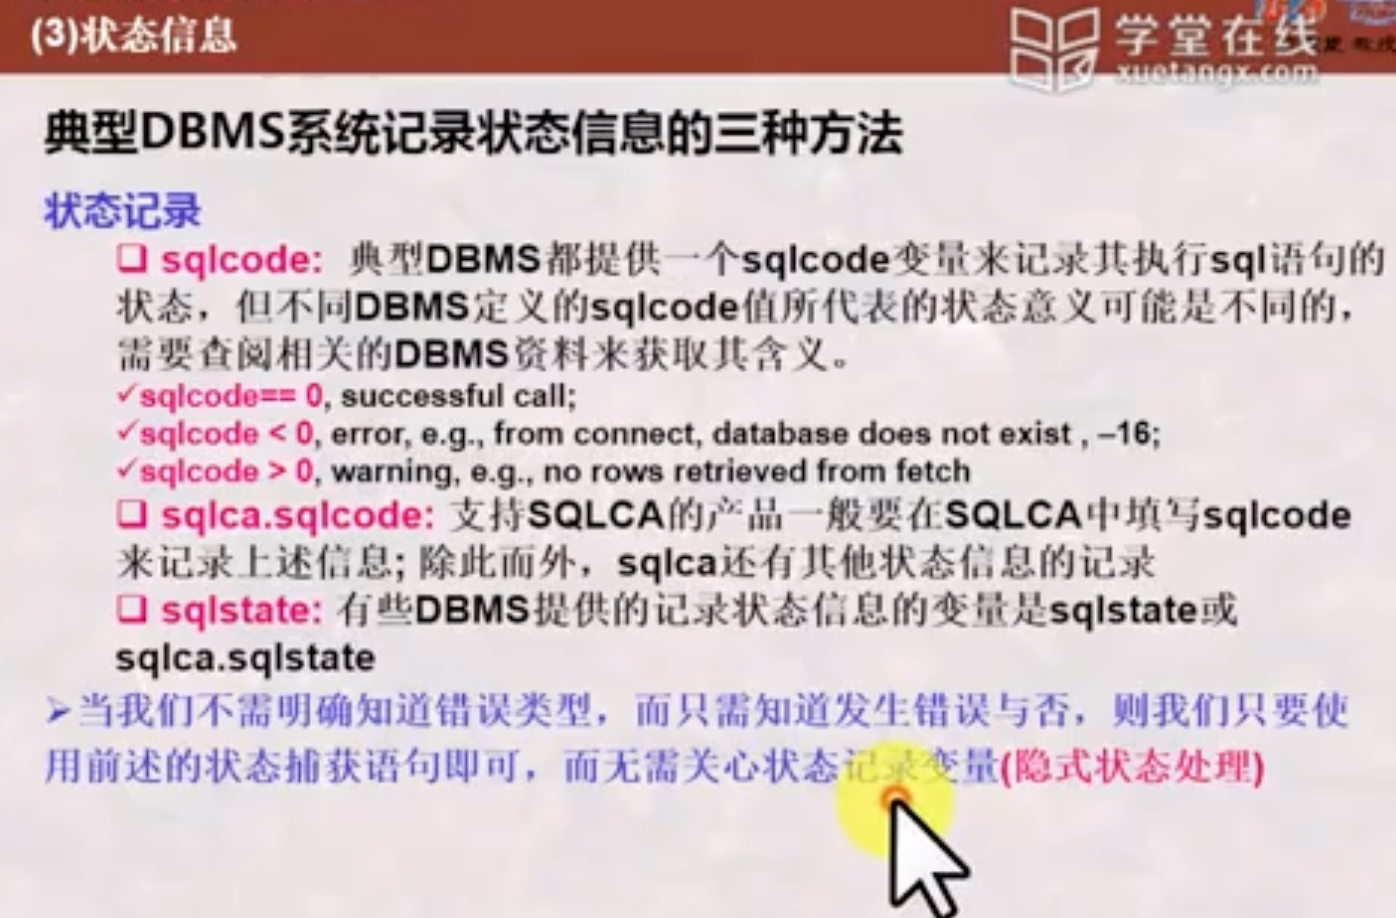 (3)状态信息
学堂在线
xuetangx.com
典型DBMS系统记录状态信息的三种方法
状态记录
❑ sqlcode: 典型DBMS都提供一个sqlcode变量来记录其执行sql语句的
状态，但不同DBMS定义的sqlcode值所代表的状态意义可能是不同的，
需要查阅相关的DBMS资料来获取其含义。
✓sqlcode== 0, successful call;
✓sqlcode < 0, error, e.g., from connect, database does not exist , –16;
✓sqlcode > 0, warning, e.g., no rows retrieved from fetch
❑ sqlca.sqlcode: 支持SQLCA的产品一般要在SQLCA中填写sqlcode
来记录上述信息; 除此而外，sqlca还有其他状态信息的记录
❑ sqlstate: 有些DBMS提供的记录状态信息的变量是sqlstate或
sqlca.sqlstate
➢当我们不需明确知道错误类型，而只需知道发生错误与否，则我们只要使
用前述的状态捕获语句即可，而无需关心状态记录变量(隐式状态处理)